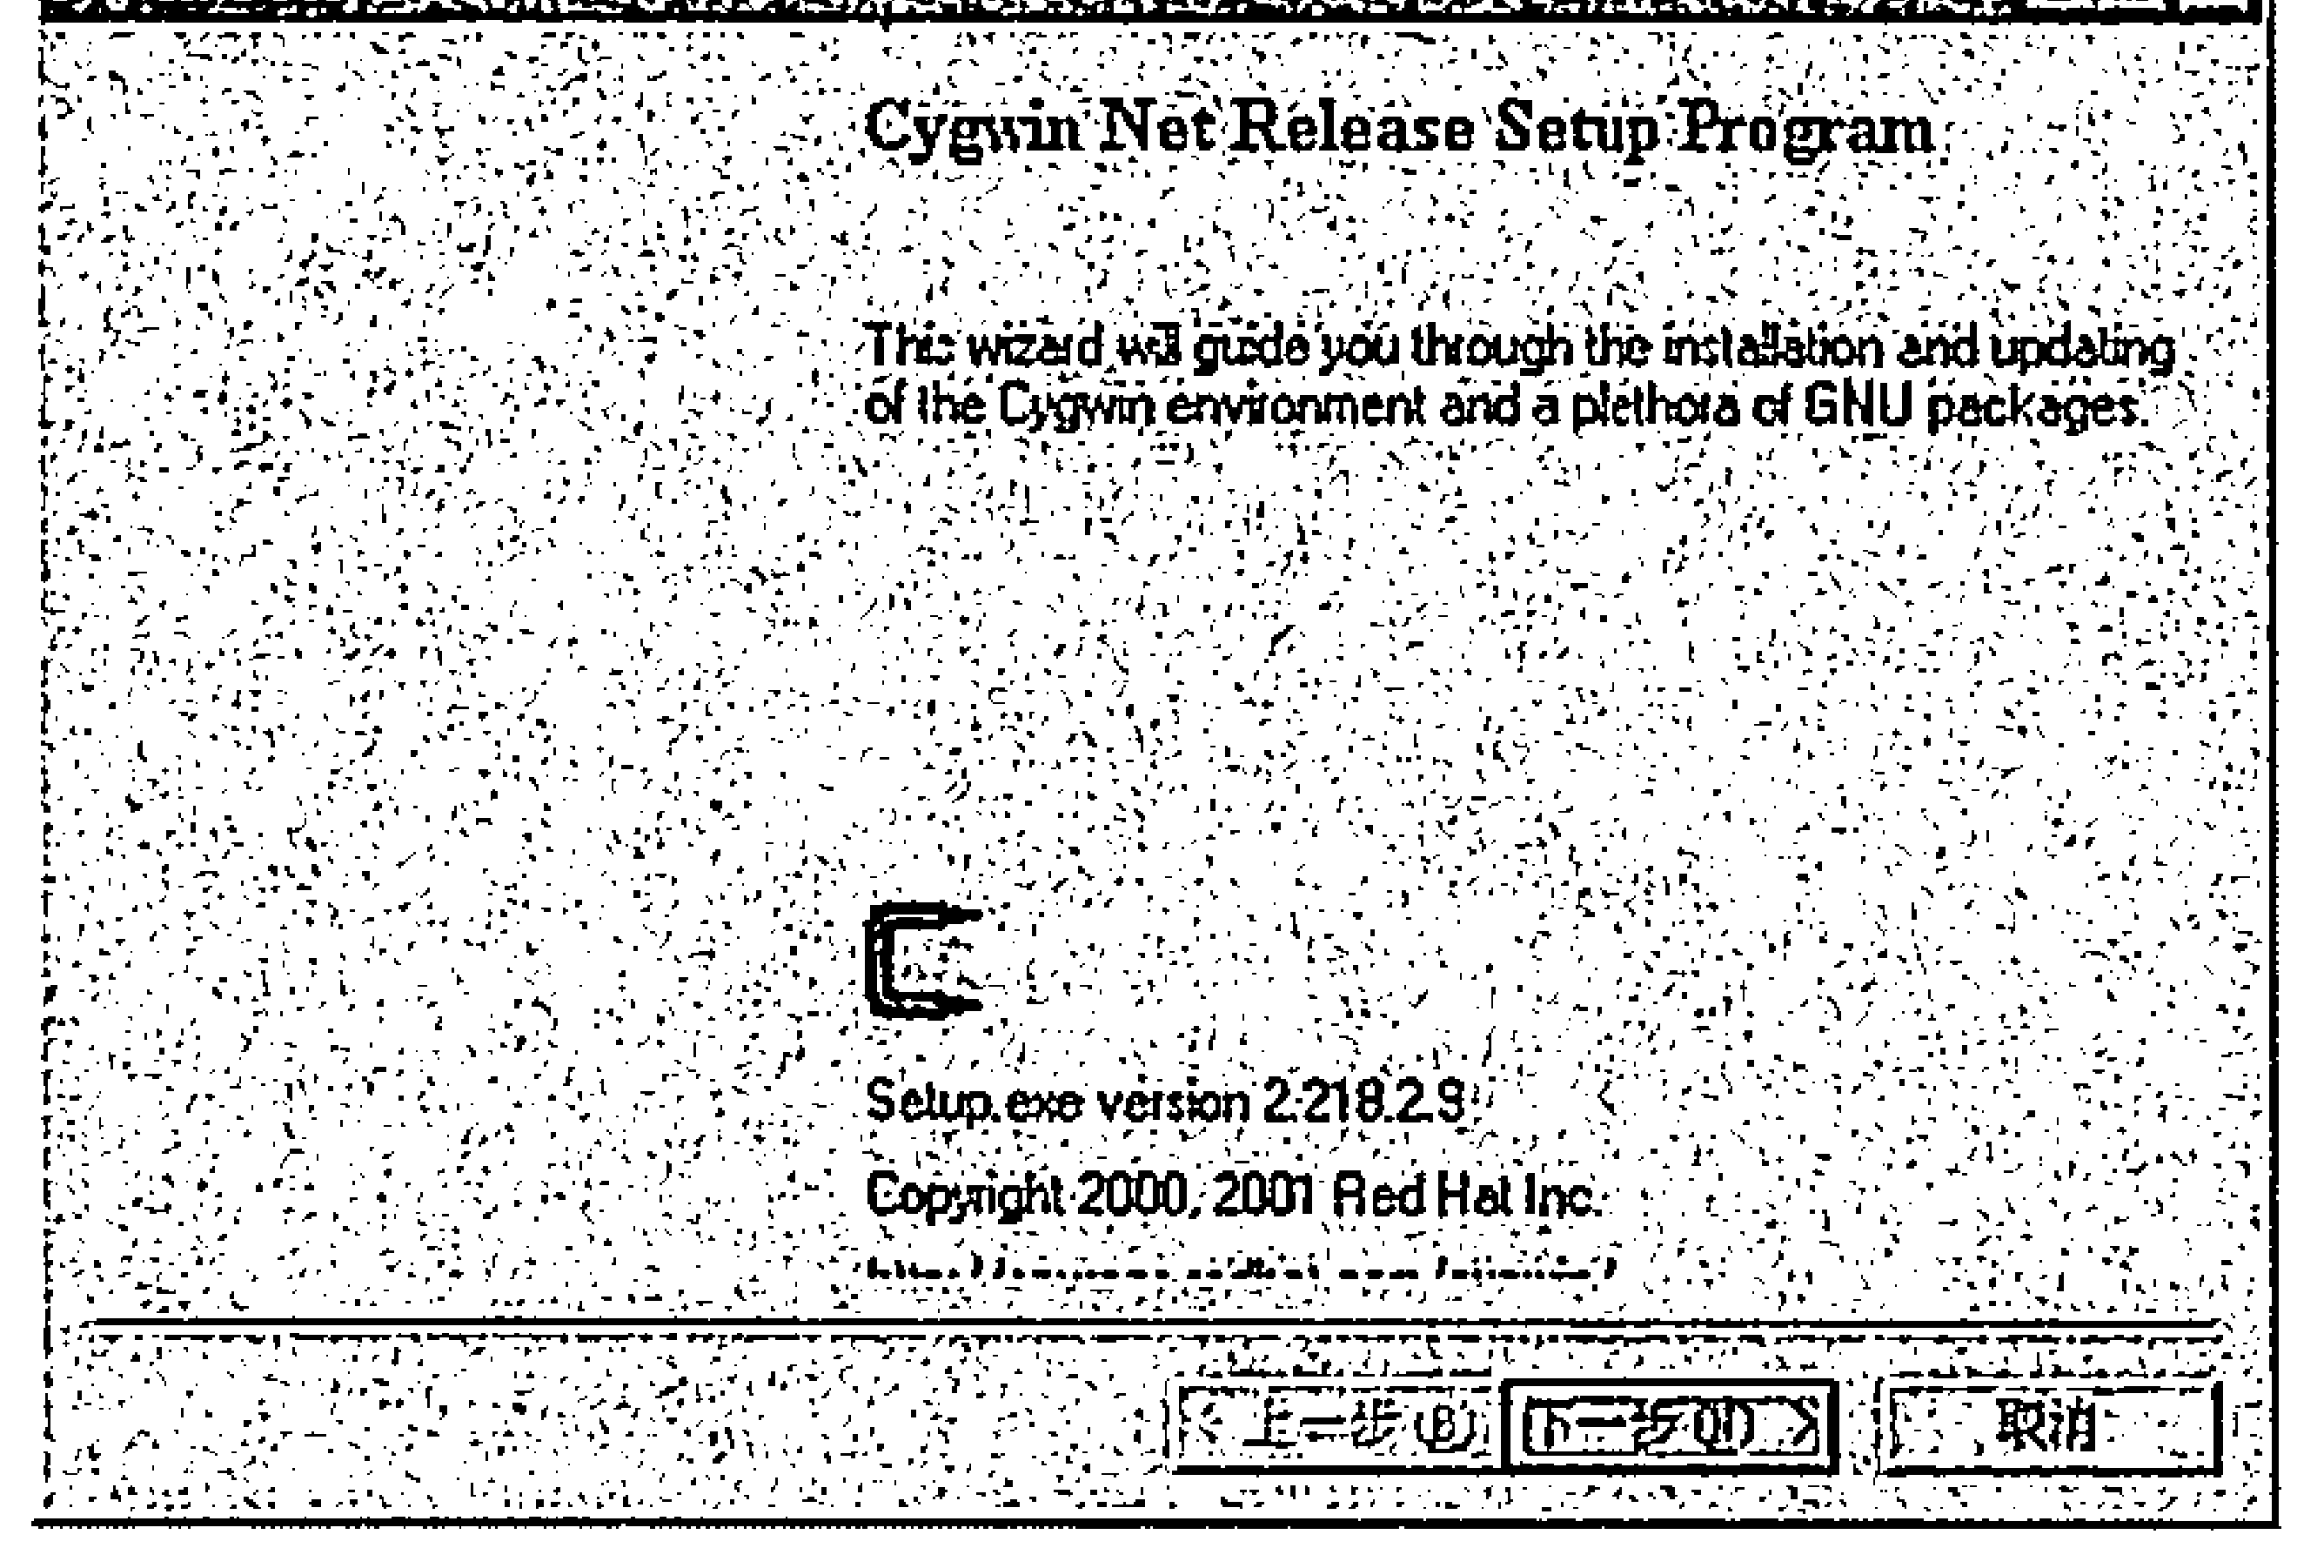 Cygwin Net Release Setup Program
This wizard will guide you through the installation and updating
of the Cygwin environment and a plethora of GNU packages.
Setup.exe version 2.218.2.9
Copyright 2000, 2001 Red Hat Inc.
< 上一步(B) 下一步(N) > 取消